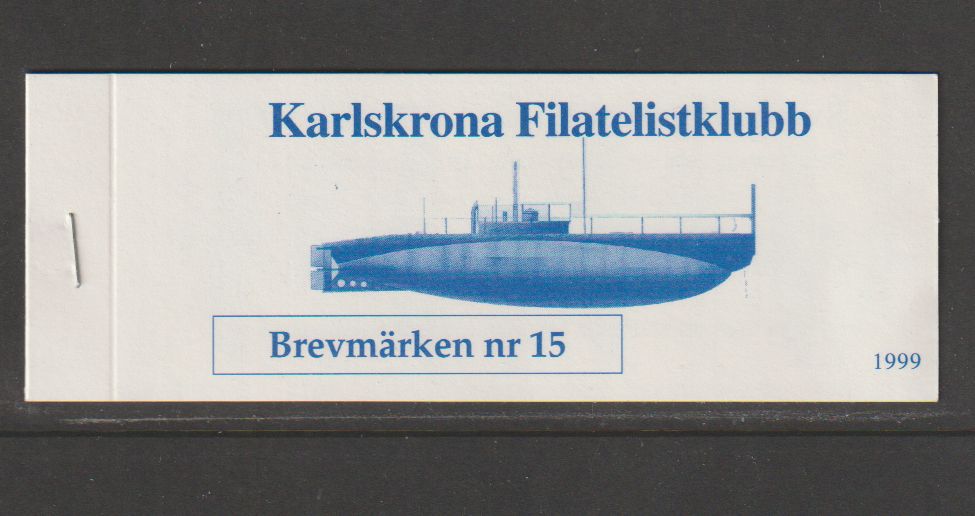 Karlskrona Filatelistklubb
Brevmärken nr 15
1999